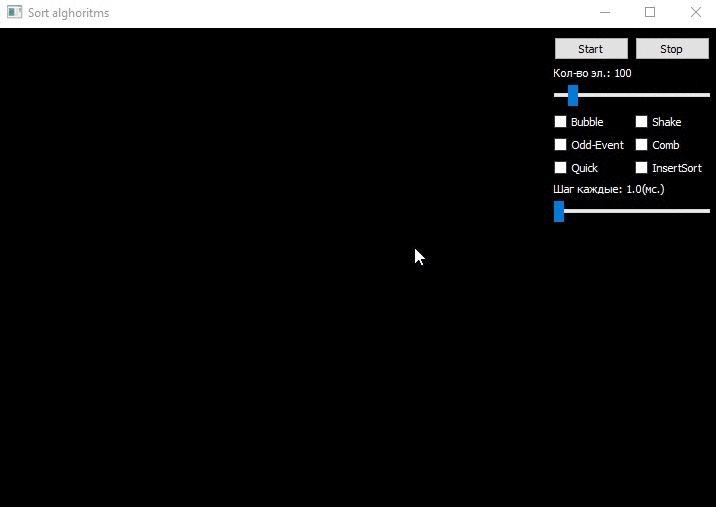 Sort alghoritms
Start Stop
Кол-во эл.: 100
Bubble Shake
Odd-Event Comb
Quick InsertSort
Шаг каждые: 1.0(мс.)